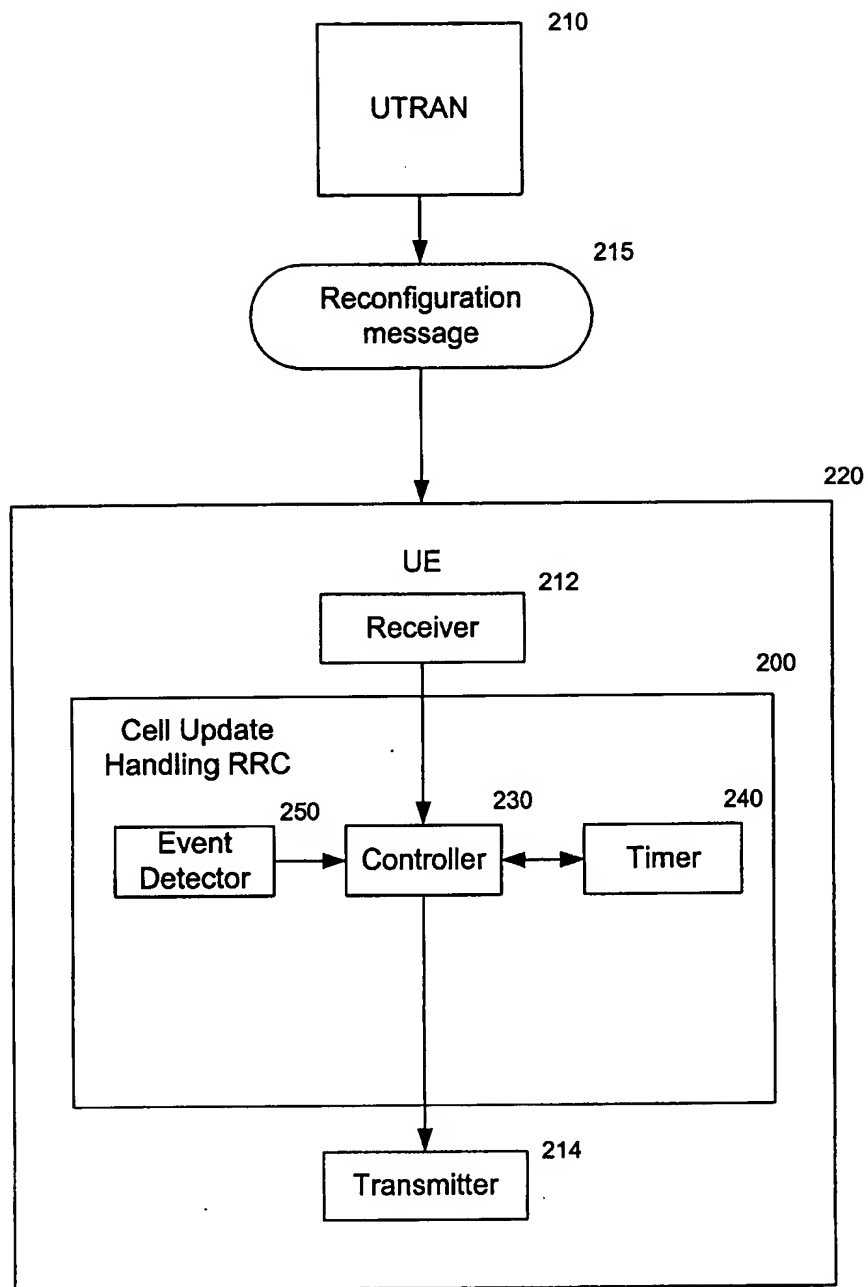 210
UTRAN
215
Reconfiguration
message
220
UE
212
Receiver
200
Cell Update
Handling RRC
250
230
240
Event
Detector
Controller
Timer
214
Transmitter